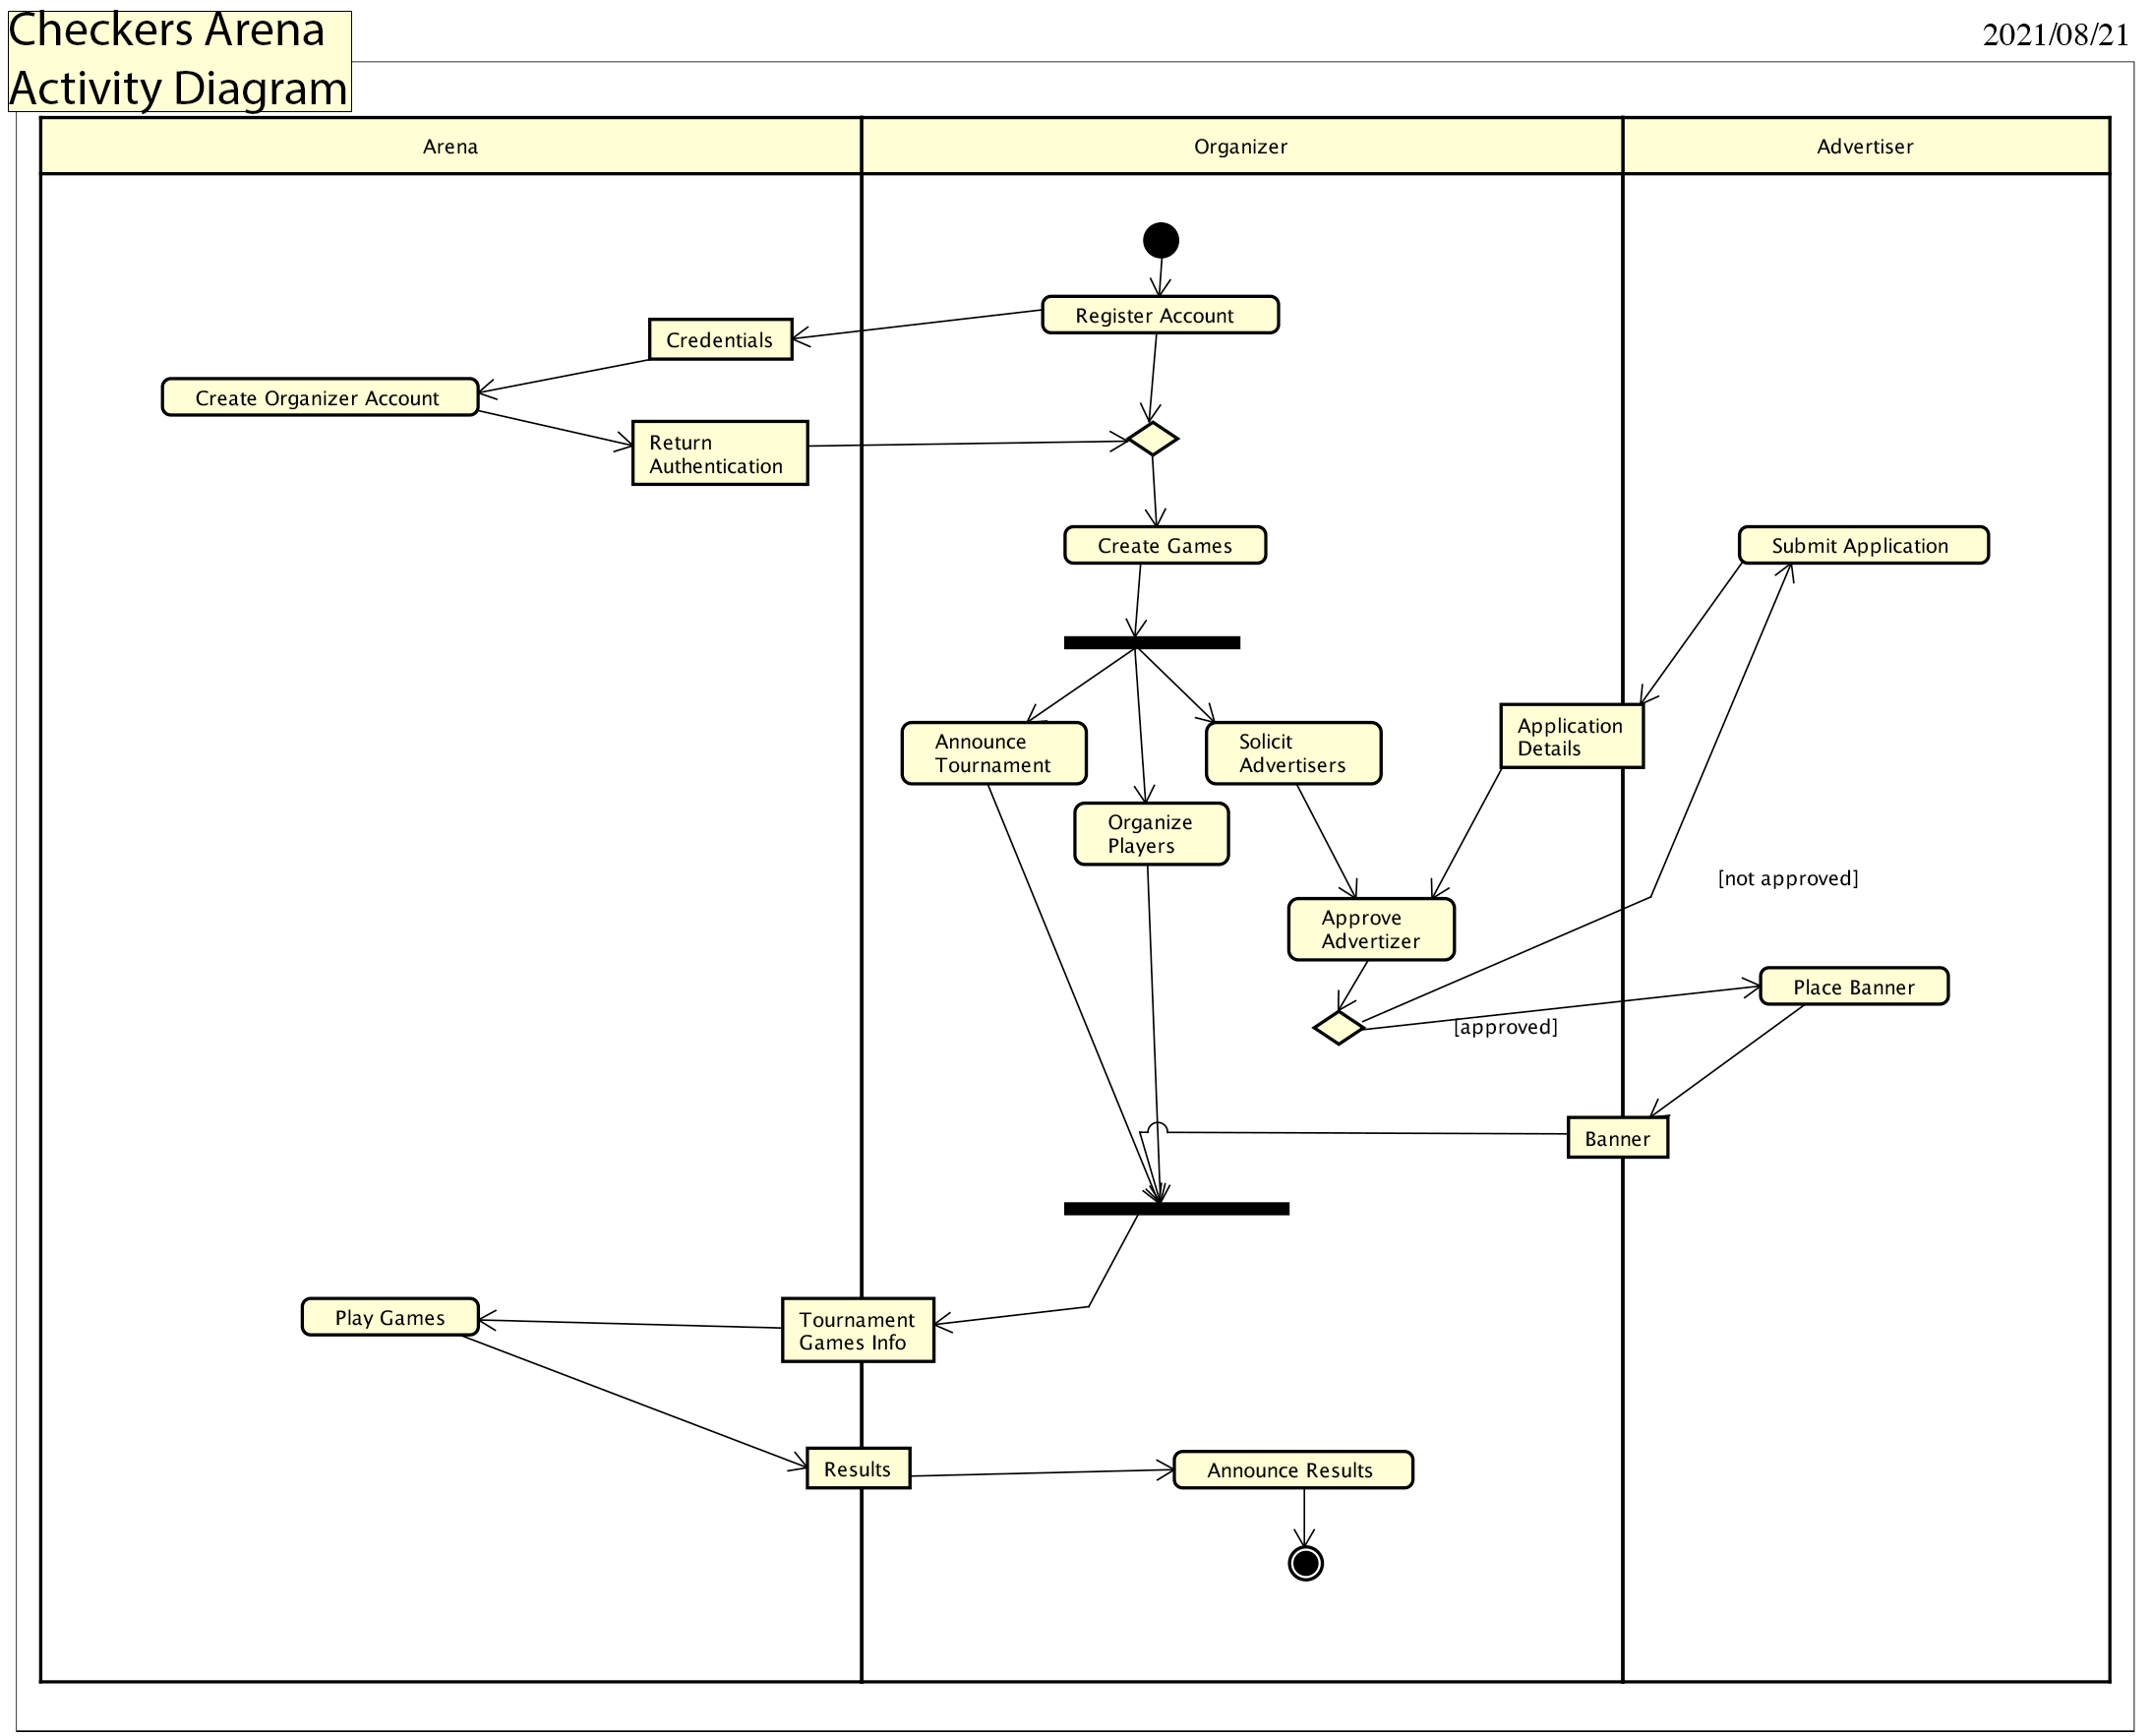 Checkers Arena
Activity Diagram
2021/08/21
Arena
Organizer
Advertiser
Register Account
Credentials
Create Organizer Account
Return
Authentication
Create Games
Submit Application
Announce
Tournament
Solicit
Advertisers
Application
Details
Organize
Players
[not approved]
Approve
Advertizer
Place Banner
[approved]
Banner
Play Games
Tournament
Games Info
Results
Announce Results